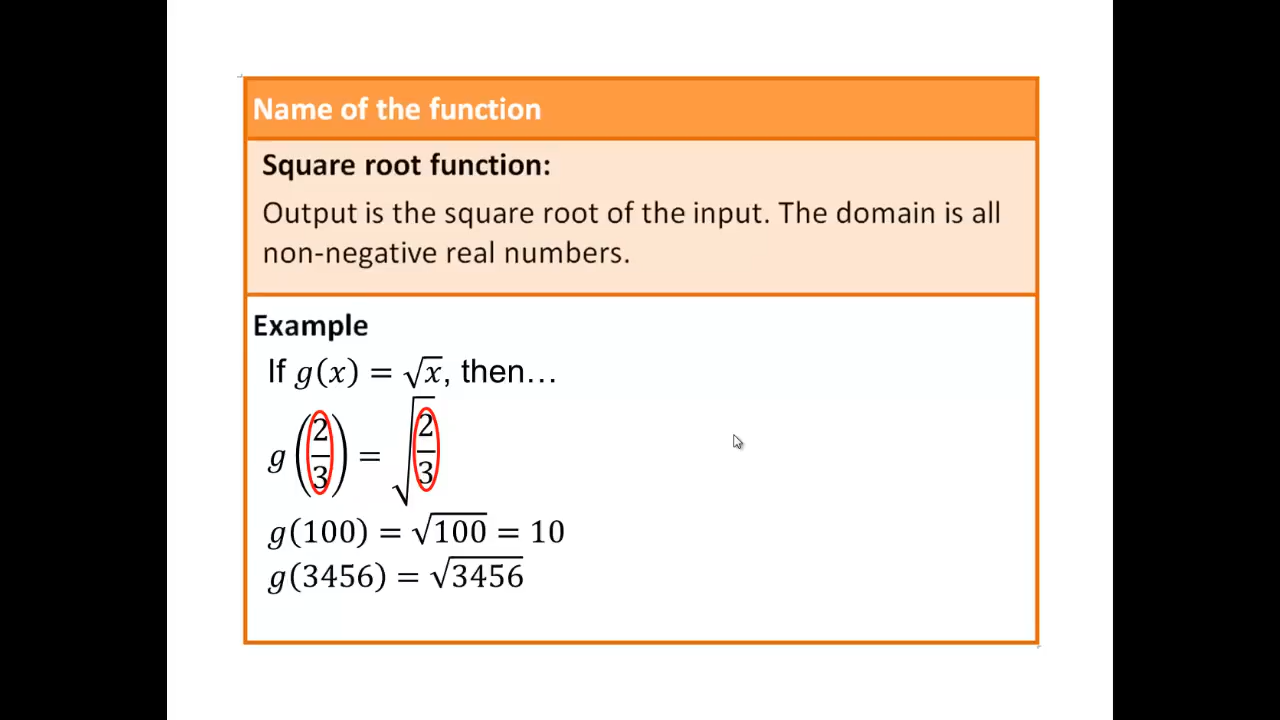 Name of the function
Square root function:
Output is the square root of the input. The domain is all
non-negative real numbers.
Example
If g(x) = √x, then…
g(2/3) = √(2/3)
g(100) = √100 = 10
g(3456) = √3456